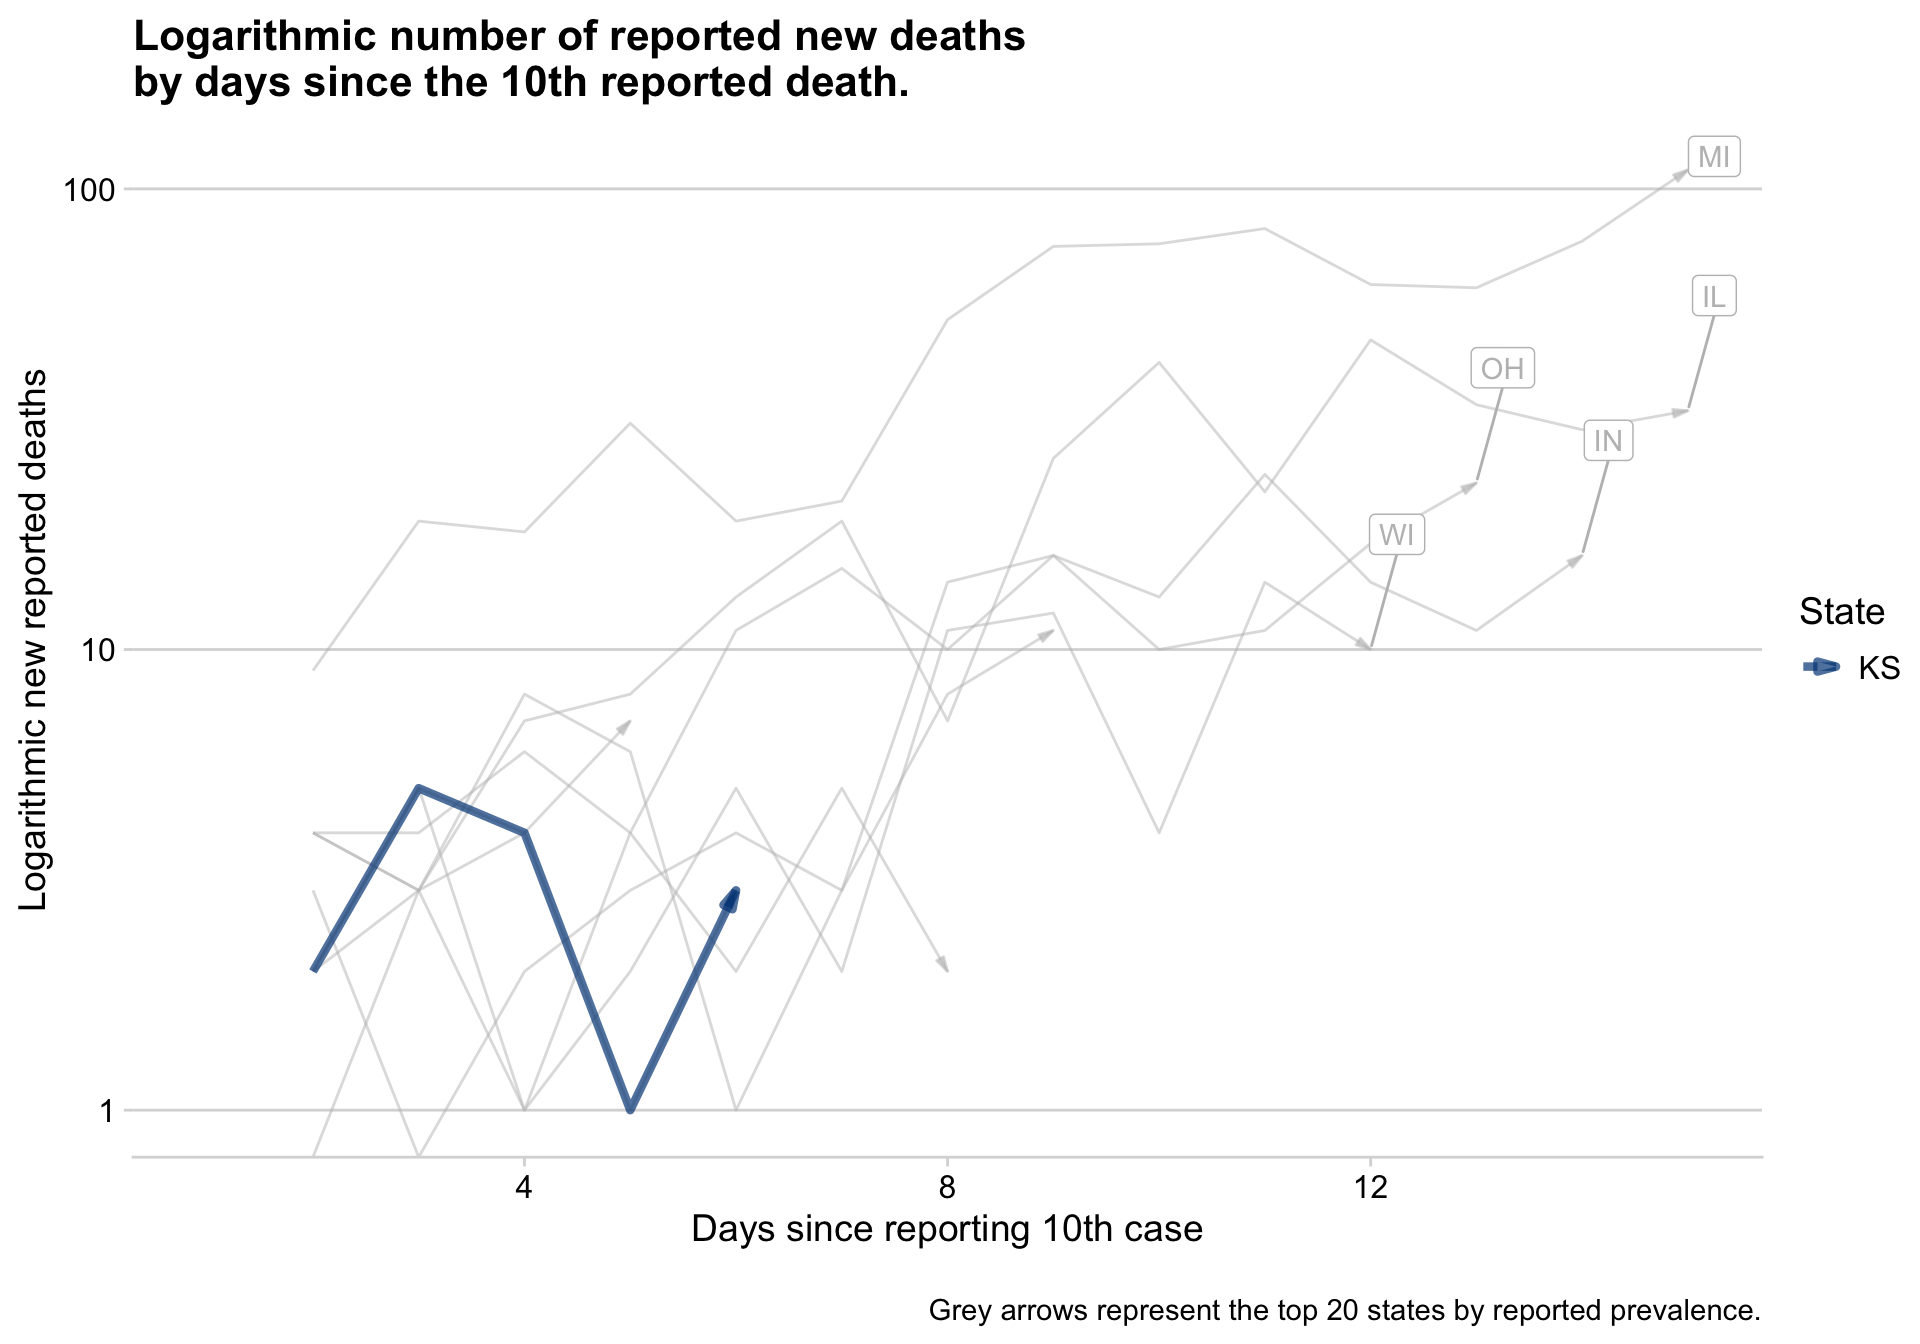 Logarithmic number of reported new deaths
by days since the 10th reported death.
MI
100
IL
OH
IN
WI
Logarithmic new reported deaths
State
10
KS
1
4
8
12
Days since reporting 10th case
Grey arrows represent the top 20 states by reported prevalence.